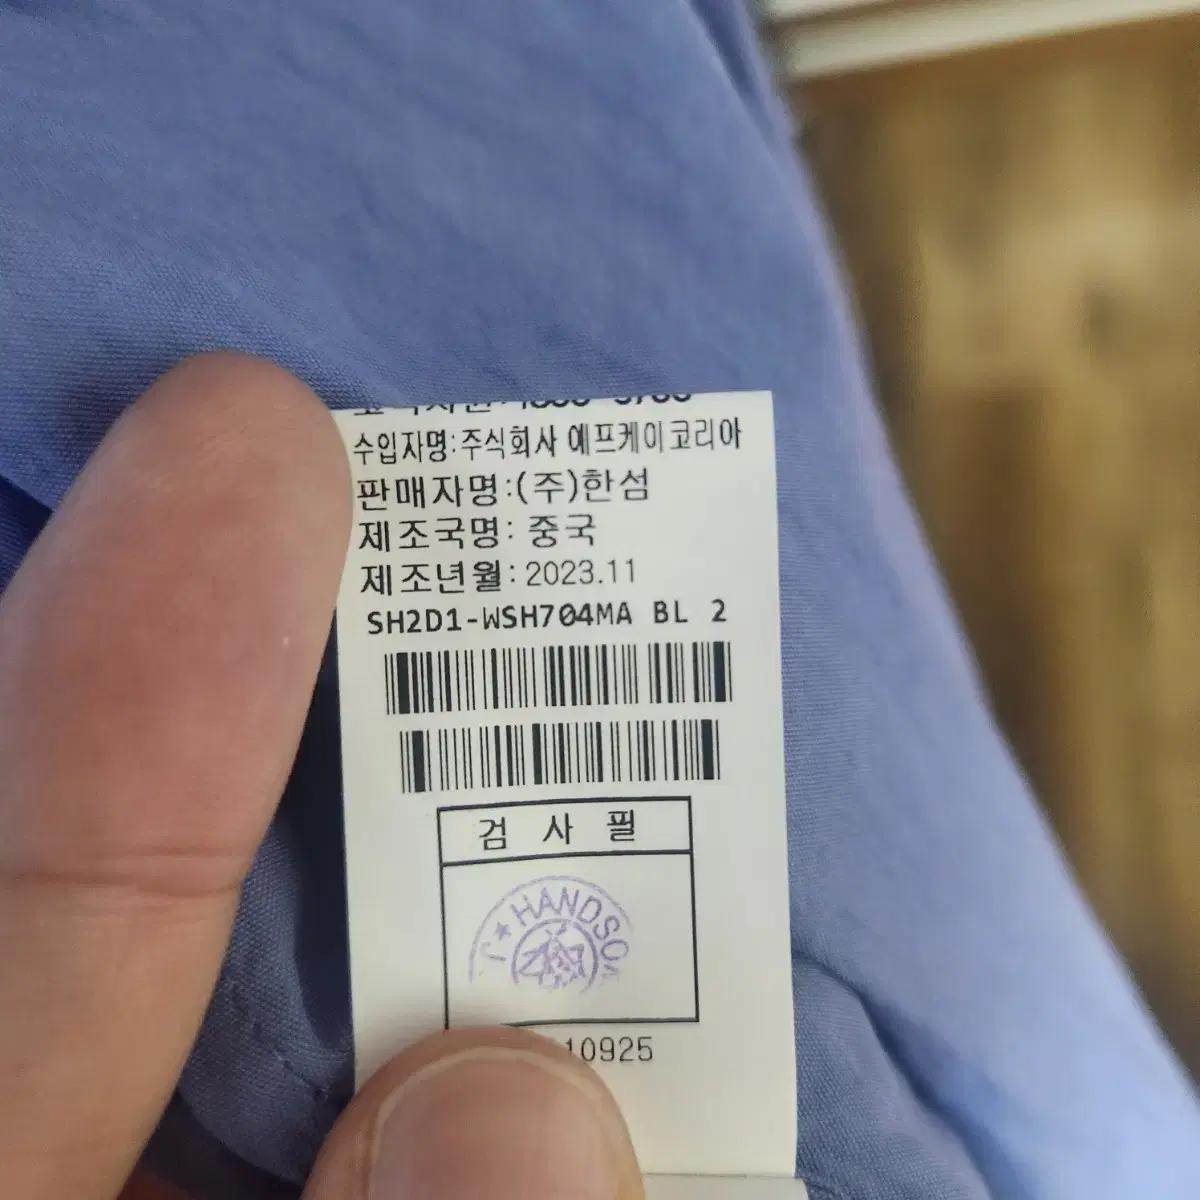 수입자명:주식회사 에프케이코리아
판매자명:(주)한섬
제조국명: 중국
제조년월: 2023.11
SH2D1-WSH704MA BL 2
검 사 필
★HANDSO
10925